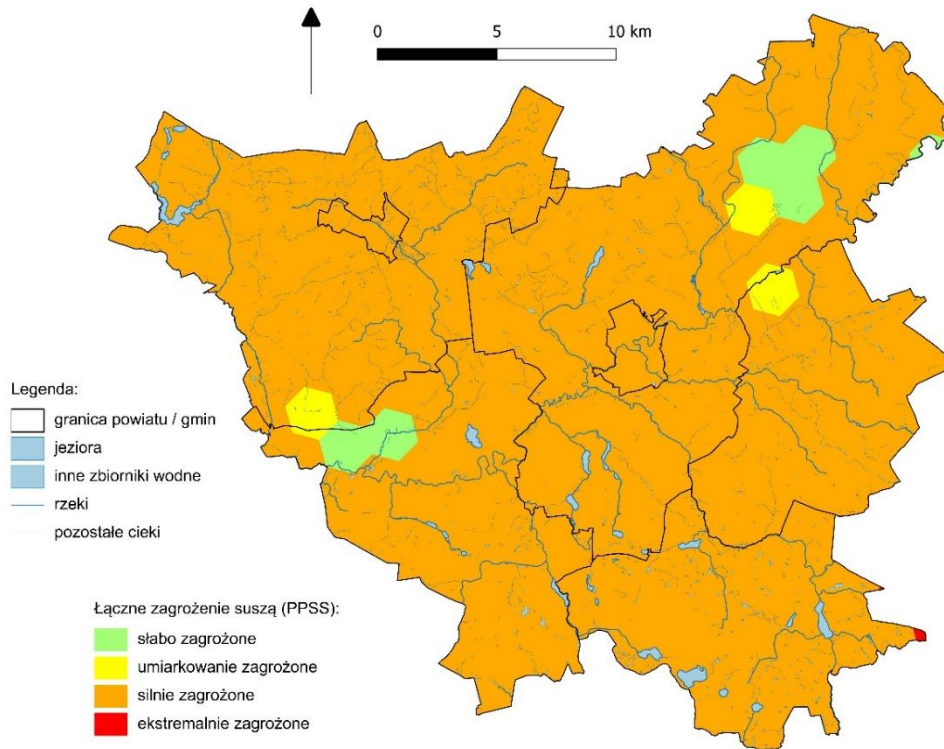 0 5 10 km
Legenda:
granica powiatu / gmin
jeziora
inne zbiorniki wodne
rzeki
pozostałe cieki
Łączne zagrożenie suszą (PPSS):
słabo zagrożone
umiarkowanie zagrożone
silnie zagrożone
ekstremalnie zagrożone